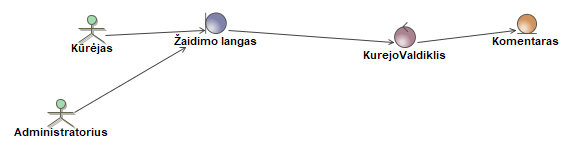 Kūrėjas
Žaidimo langas
KurejoValdiklis
Komentaras
Administratorius